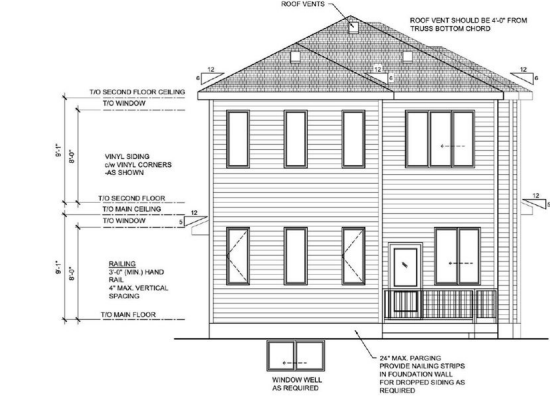 ROOF VENTS
ROOF VENT SHOULD BE 4'-0" FROM
TRUSS BOTTOM CHORD
12
6
12
6
12
6
T/O SECOND FLOOR CEILING
T/O WINDOW
9'-1"
8'-0"
VINYL SIDING
c/w VINYL CORNERS
-AS SHOWN
T/O SECOND FLOOR
T/O MAIN CEILING
T/O WINDOW
12
5
12
5
9'-1"
8'-0"
RAILING
3'-0" (MIN.) HAND
RAIL
4" MAX. VERTICAL
SPACING
T/O MAIN FLOOR
WINDOW WELL
AS REQUIRED
24" MAX. PARGING
PROVIDE NAILING STRIPS
IN FOUNDATION WALL
FOR DROPPED SIDING AS
REQUIRED